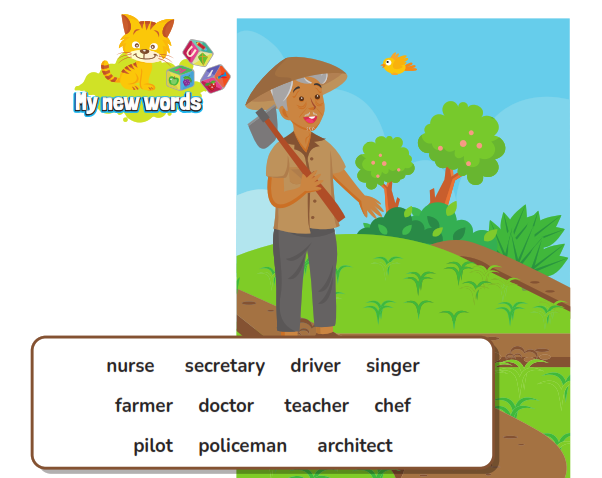 My new words
nurse secretary driver singer
farmer doctor teacher chef
pilot policeman architect